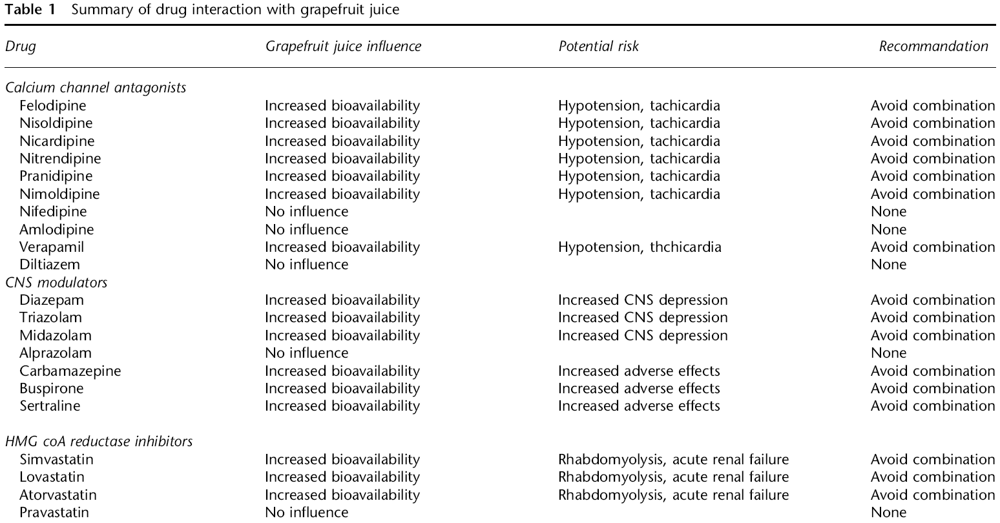 Table 1 Summary of drug interaction with grapefruit juice
Drug Grapefruit juice influence Potential risk Recommandation
Calcium channel antagonists
Felodipine Increased bioavailability Hypotension, tachicardia Avoid combination
Nisoldipine Increased bioavailability Hypotension, tachicardia Avoid combination
Nicardipine Increased bioavailability Hypotension, tachicardia Avoid combination
Nitrendipine Increased bioavailability Hypotension, tachicardia Avoid combination
Pranidipine Increased bioavailability Hypotension, tachicardia Avoid combination
Nimoldipine Increased bioavailability Hypotension, tachicardia Avoid combination
Nifedipine No influence None
Amlodipine No influence None
Verapamil Increased bioavailability Hypotension, thchicardia Avoid combination
Diltiazem No influence None
CNS modulators
Diazepam Increased bioavailability Increased CNS depression Avoid combination
Triazolam Increased bioavailability Increased CNS depression Avoid combination
Midazolam Increased bioavailability Increased CNS depression Avoid combination
Alprazolam No influence None
Carbamazepine Increased bioavailability Increased adverse effects Avoid combination
Buspirone Increased bioavailability Increased adverse effects Avoid combination
Sertraline Increased bioavailability Increased adverse effects Avoid combination
HMG coA reductase inhibitors
Simvastatin Increased bioavailability Rhabdomyolysis, acute renal failure Avoid combination
Lovastatin Increased bioavailability Rhabdomyolysis, acute renal failure Avoid combination
Atorvastatin Increased bioavailability Rhabdomyolysis, acute renal failure Avoid combination
Pravastatin No influence None